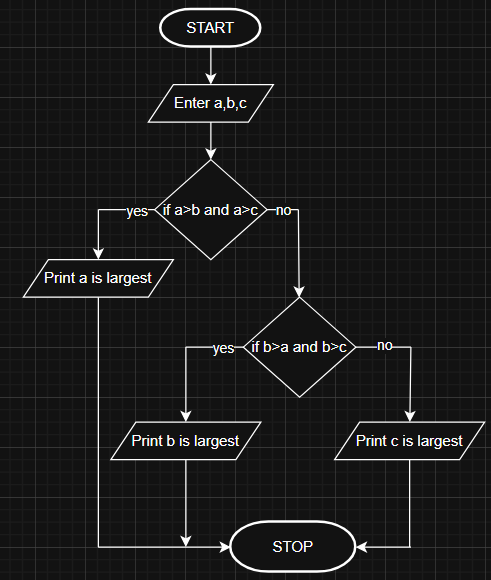 START
Enter a,b,c
yes
if a>b and a>c
no
Print a is largest
yes
if b>a and b>c
no
Print b is largest
Print c is largest
STOP